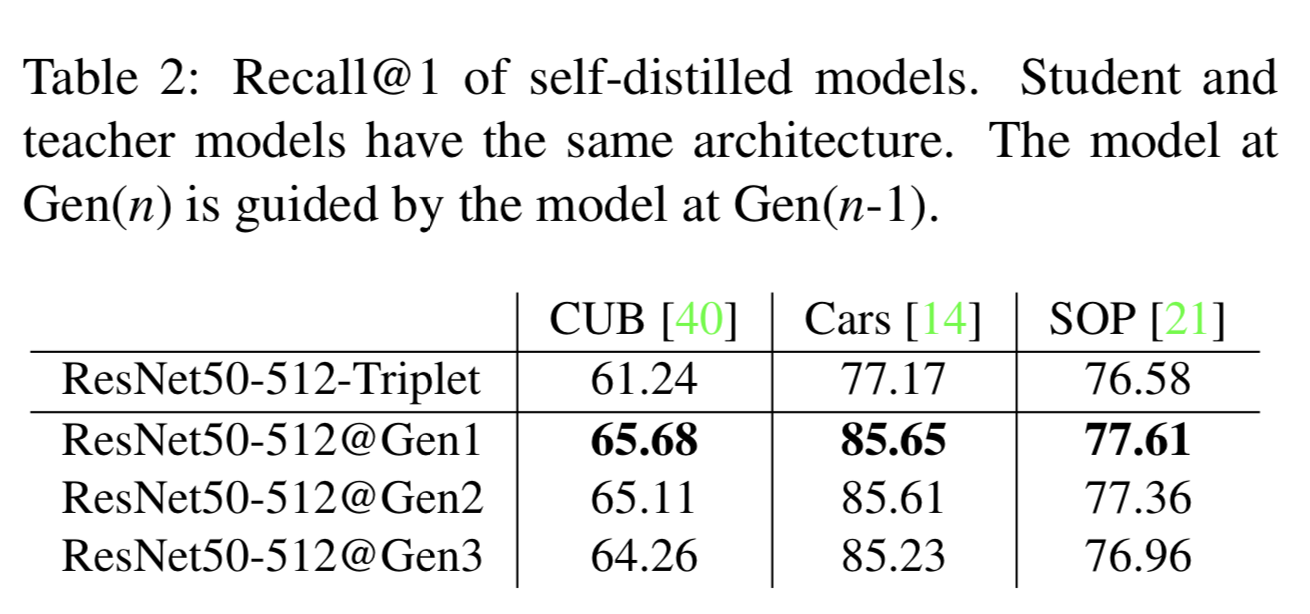 Table 2: Recall@1 of self-distilled models. Student and
teacher models have the same architecture. The model at
Gen(n) is guided by the model at Gen(n-1).
CUB [40] Cars [14] SOP [21]
ResNet50-512-Triplet 61.24 77.17 76.58
ResNet50-512@Gen1 65.68 85.65 77.61
ResNet50-512@Gen2 65.11 85.61 77.36
ResNet50-512@Gen3 64.26 85.23 76.96